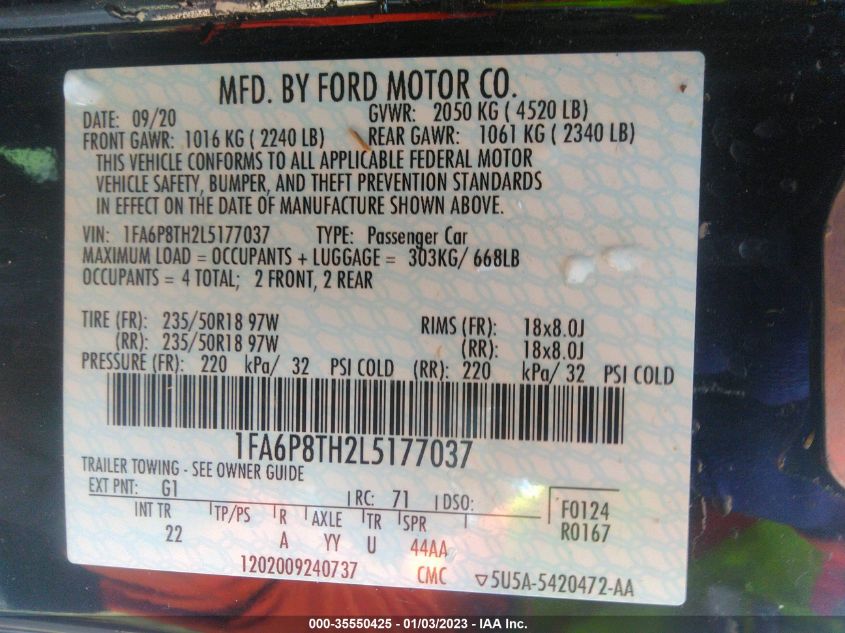 MFD. BY FORD MOTOR CO.
DATE: 09/20 GVWR: 2050 KG ( 4520 LB)
FRONT GAWR: 1016 KG ( 2240 LB) REAR GAWR: 1061 KG ( 2340 LB)
THIS VEHICLE CONFORMS TO ALL APPLICABLE FEDERAL MOTOR
VEHICLE SAFETY, BUMPER, AND THEFT PREVENTION STANDARDS
IN EFFECT ON THE DATE OF MANUFACTURE SHOWN ABOVE.
VIN: 1FA6P8TH2L5177037 TYPE: Passenger Car
MAXIMUM LOAD = OCCUPANTS + LUGGAGE = 303KG/ 668LB
OCCUPANTS = 4 TOTAL; 2 FRONT, 2 REAR
TIRE (FR): 235/50R18 97W RIMS (FR): 18x8.0J
(RR): 235/50R18 97W (RR): 18x8.0J
PRESSURE (FR): 220 kPa/ 32 PSI COLD (RR): 220 kPa/ 32 PSI COLD
1FA6P8TH2L5177037
TRAILER TOWING - SEE OWNER GUIDE
EXT PNT: G1 RC: 71 DSO: F0124
INT TR TP/PS R AXLE TR SPR R0167
22 A YY U 44AA
1202009240737 CMC ▽5U5A-5420472-AA
000-35550425 - 01/03/2023 - IAA Inc.